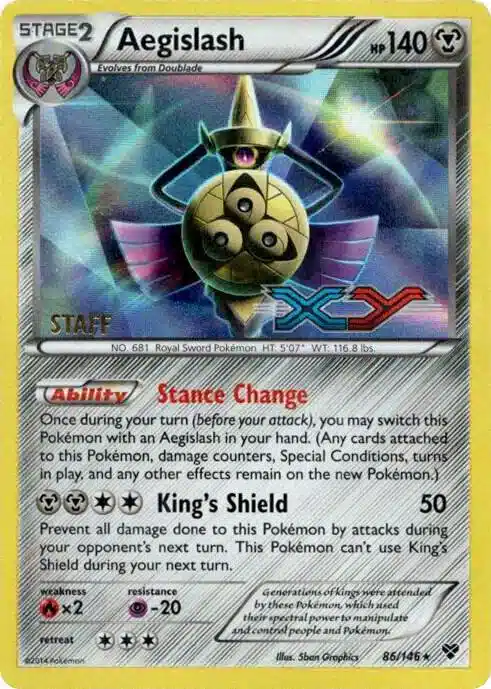 STAGE2
Aegislash
HP140
Evolves from Doublade
STAFF
XY
NO. 681 Royal Sword Pokémon HT: 5'07" WT: 116.8 lbs.
Ability Stance Change
Once during your turn (before your attack), you may switch
this Pokémon with an Aegislash in your hand. (Any cards attached
to this Pokémon, damage counters, Special Conditions, turns
in play, and any other effects remain on the new Pokémon.)
King's Shield 50
Prevent all damage done to this Pokémon by attacks during
your opponent's next turn. This Pokémon can't use King's
Shield during your next turn.
weakness resistance
×2 -20
retreat
Generations of kings were attended
by these Pokémon, which used
their spectral power to manipulate
and control people and Pokémon.
©2014 Pokémon
Illus. 5ban Graphics 86/146★ XY